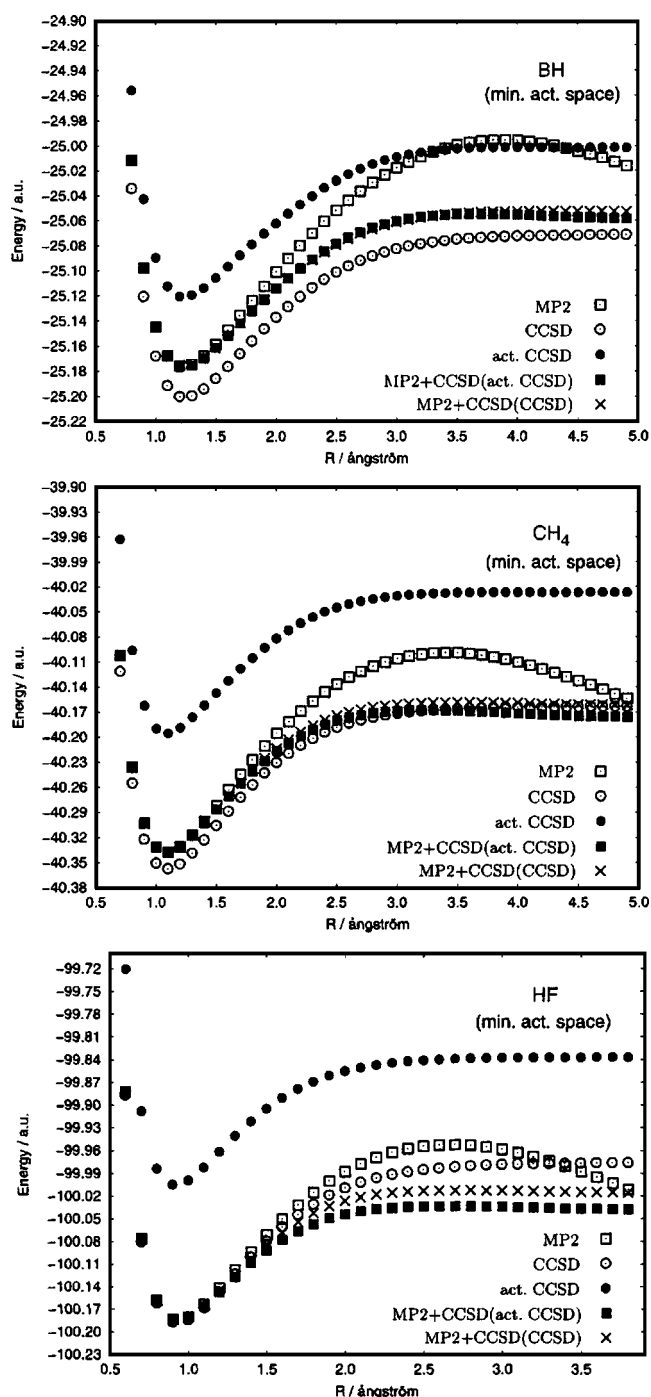 -24.90
-24.92
-24.94
-24.96
-24.98
-25.00
-25.02
-25.04
-25.06
-25.08
-25.10
-25.12
-25.14
-25.16
-25.18
-25.20
-25.22
Energy / a.u.
BH
(min. act. space)
MP2
CCSD
act. CCSD
MP2+CCSD(act. CCSD)
MP2+CCSD(CCSD)
0.5 1.0 1.5 2.0 2.5 3.0 3.5 4.0 4.5 5.0
R / ångström
-39.90
-39.93
-39.96
-39.99
-40.02
-40.05
-40.08
-40.11
-40.14
-40.17
-40.20
-40.23
-40.26
-40.29
-40.32
-40.35
-40.38
Energy / a.u.
CH4
(min. act. space)
MP2
CCSD
act. CCSD
MP2+CCSD(act. CCSD)
MP2+CCSD(CCSD)
0.5 1.0 1.5 2.0 2.5 3.0 3.5 4.0 4.5 5.0
R / ångström
-99.72
-99.75
-99.78
-99.81
-99.84
-99.87
-99.90
-99.93
-99.96
-99.99
-100.02
-100.05
-100.08
-100.11
-100.14
-100.17
-100.20
-100.23
Energy / a.u.
HF
(min. act. space)
MP2
CCSD
act. CCSD
MP2+CCSD(act. CCSD)
MP2+CCSD(CCSD)
0.5 1.0 1.5 2.0 2.5 3.0 3.5
R / ångström